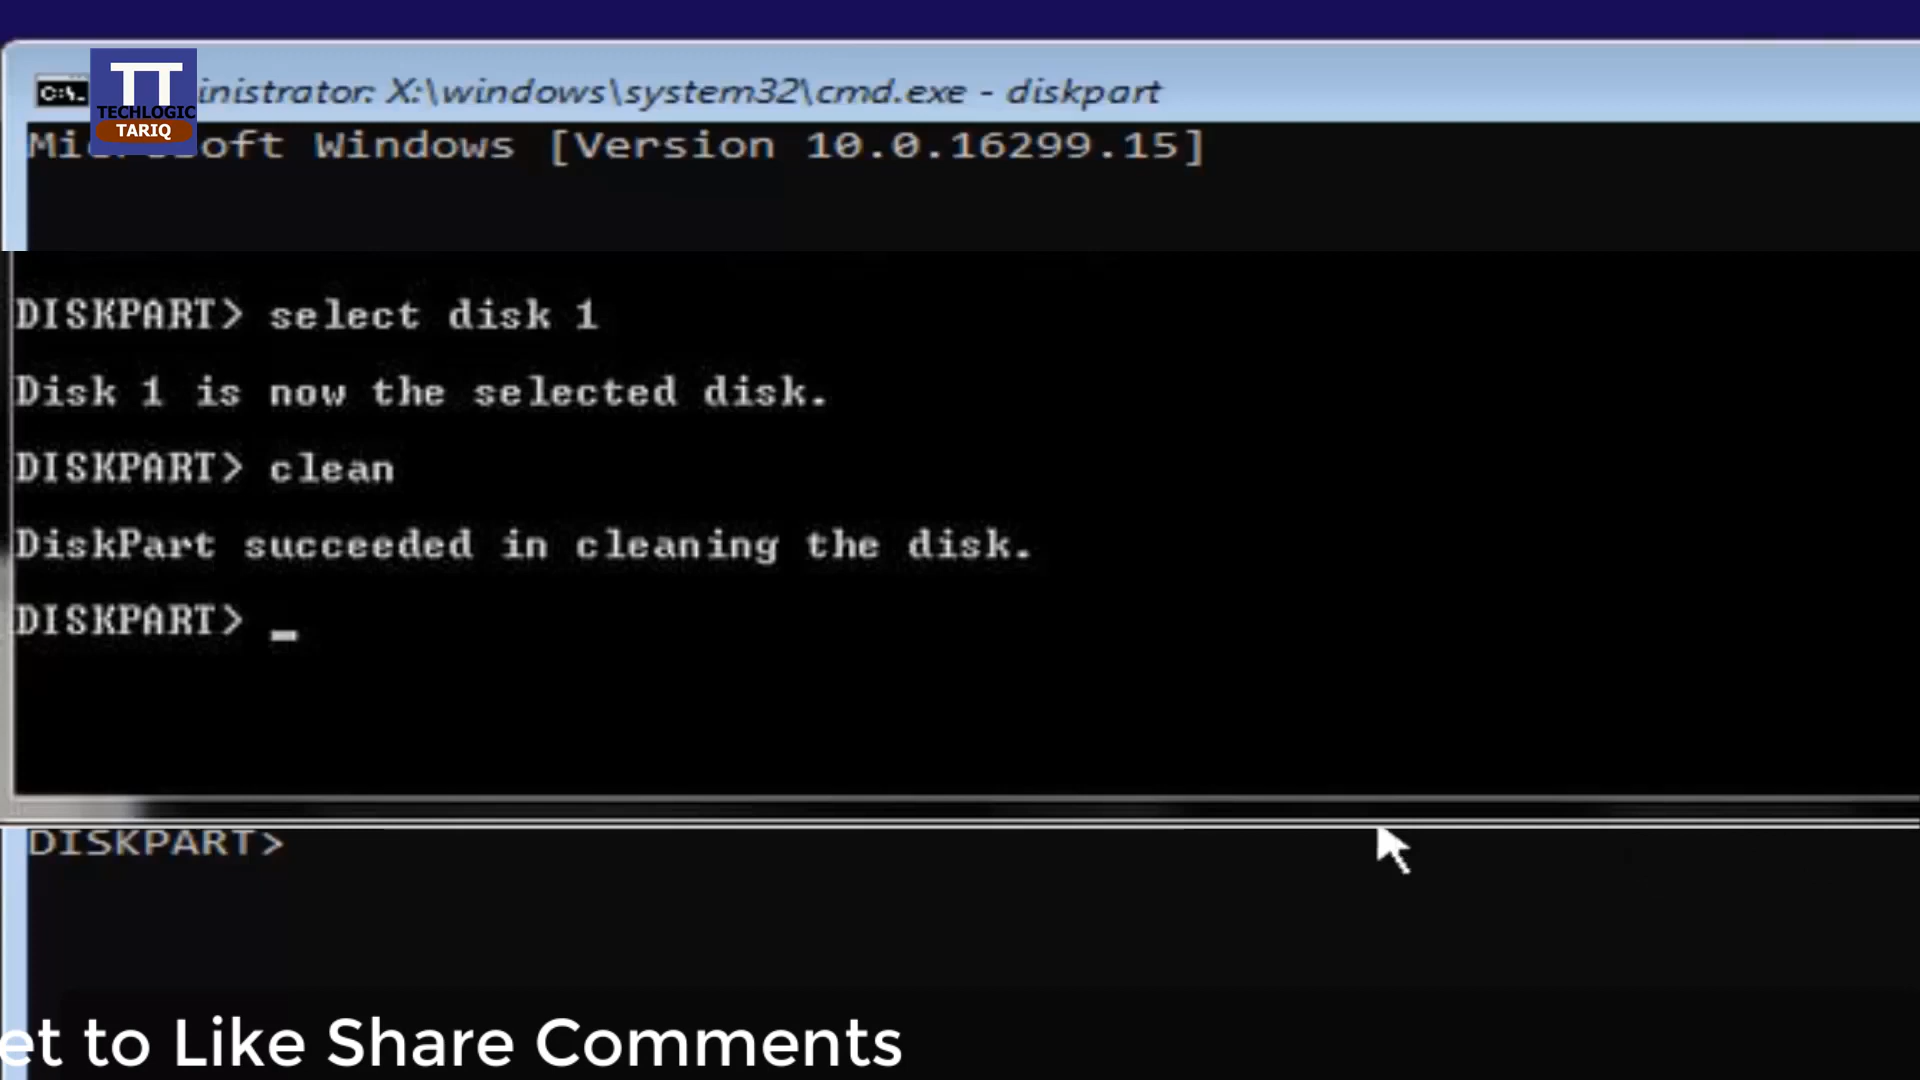 C:\.
TT
TECHLOGIC
TARIQ
inistrator: X:\windows\system32\cmd.exe - diskpart
Microsoft Windows [Version 10.0.16299.15]
DISKPART> select disk 1
Disk 1 is now the selected disk.
DISKPART> clean
DiskPart succeeded in cleaning the disk.
DISKPART> _
DISKPART>
et to Like Share Comments